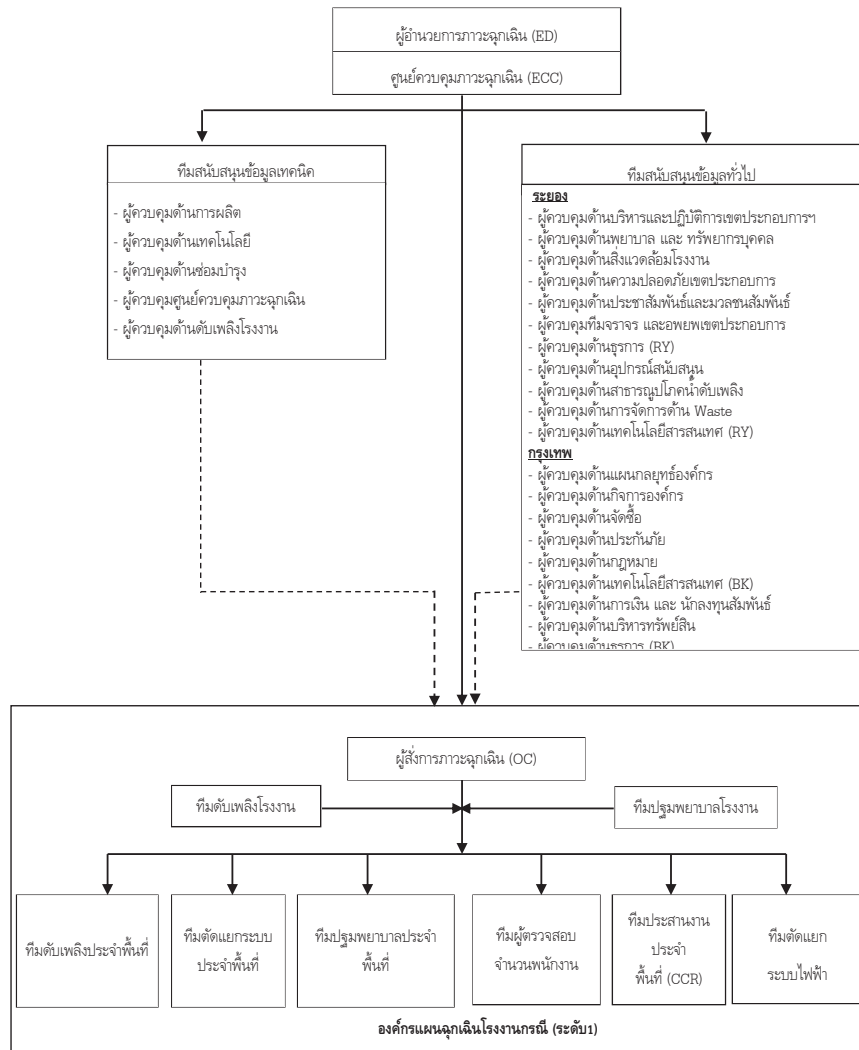 ผู้อำนวยการภาวะฉุกเฉิน (ED)
ศูนย์ควบคุมภาวะฉุกเฉิน (ECC)
ทีมสนับสนุนข้อมูลเทคนิค
- ผู้ควบคุมด้านการผลิต
- ผู้ควบคุมด้านเทคโนโลยี
- ผู้ควบคุมด้านซ่อมบำรุง
- ผู้ควบคุมศูนย์ควบคุมภาวะฉุกเฉิน
- ผู้ควบคุมด้านดับเพลิงโรงงาน
ทีมสนับสนุนข้อมูลทั่วไป
ระยอง
- ผู้ควบคุมด้านบริหารและปฏิบัติการเขตประกอบการฯ
- ผู้ควบคุมด้านพยาบาล และ ทรัพยากรบุคคล
- ผู้ควบคุมด้านสิ่งแวดล้อมโรงงาน
- ผู้ควบคุมด้านความปลอดภัยเขตประกอบการ
- ผู้ควบคุมด้านประชาสัมพันธ์และมวลชนสัมพันธ์
- ผู้ควบคุมทีมจราจร และอพยพเขตประกอบการ
- ผู้ควบคุมด้านธุรการ (RY)
- ผู้ควบคุมด้านอุปกรณ์สนับสนุน
- ผู้ควบคุมด้านสาธารณูปโภคน้ำดับเพลิง
- ผู้ควบคุมด้านการจัดการด้าน Waste
- ผู้ควบคุมด้านเทคโนโลยีสารสนเทศ (RY)
กรุงเทพ
- ผู้ควบคุมด้านแผนกลยุทธ์องค์กร
- ผู้ควบคุมด้านกิจการองค์กร
- ผู้ควบคุมด้านจัดซื้อ
- ผู้ควบคุมด้านประกันภัย
- ผู้ควบคุมด้านกฎหมาย
- ผู้ควบคุมด้านเทคโนโลยีสารสนเทศ (BK)
- ผู้ควบคุมด้านการเงิน และ นักลงทุนสัมพันธ์
- ผู้ควบคุมด้านบริหารทรัพย์สิน
- ผู้ควบคุมด้านธุรการ (BK)
ผู้สั่งการภาวะฉุกเฉิน (OC)
ทีมดับเพลิงโรงงาน
ทีมปฐมพยาบาลโรงงาน
ทีมดับเพลิงประจำพื้นที่
ทีมตัดแยกระบบ
ประจำพื้นที่
ทีมปฐมพยาบาลประจำ
พื้นที่
ทีมผู้ตรวจสอบ
จำนวนพนักงาน
ทีมประสานงาน
ประจำ
พื้นที่ (CCR)
ทีมตัดแยก
ระบบไฟฟ้า
องค์กรแผนฉุกเฉินโรงงานกรณี (ระดับ1)